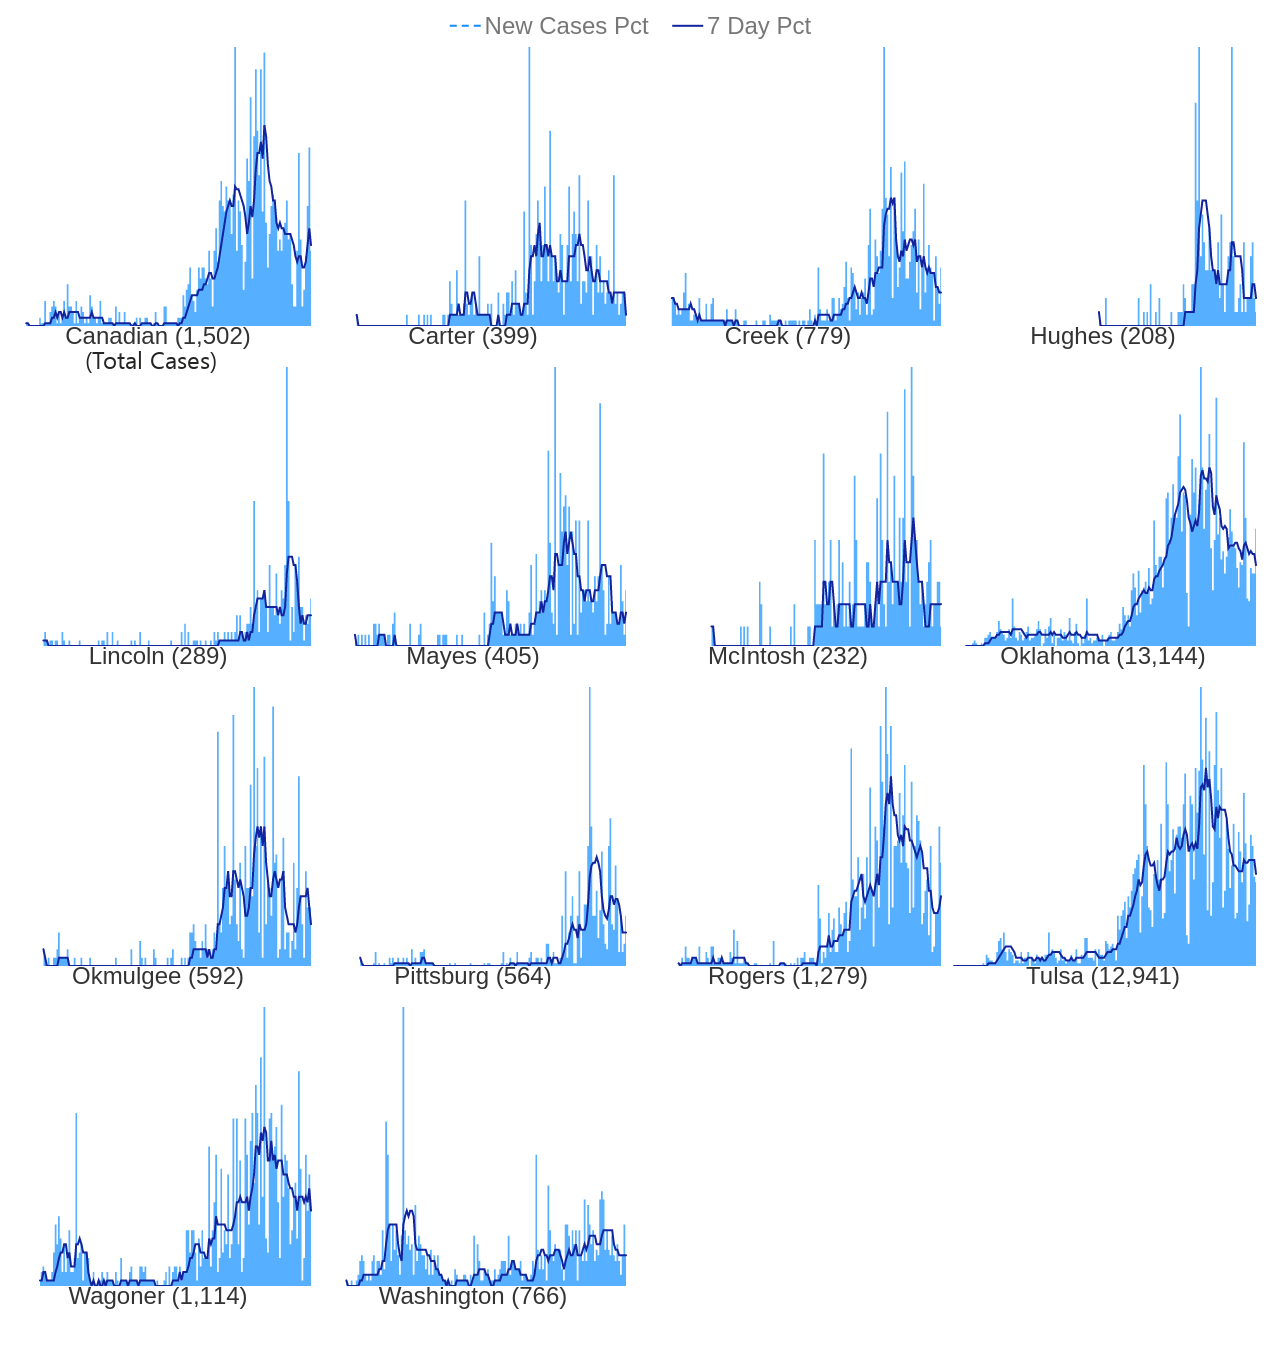 New Cases Pct 7 Day Pct
Canadian (1,502) Carter (399) Creek (779) Hughes (208)
(Total Cases)
Lincoln (289) Mayes (405) McIntosh (232) Oklahoma (13,144)
Okmulgee (592) Pittsburg (564) Rogers (1,279) Tulsa (12,941)
Wagoner (1,114) Washington (766)